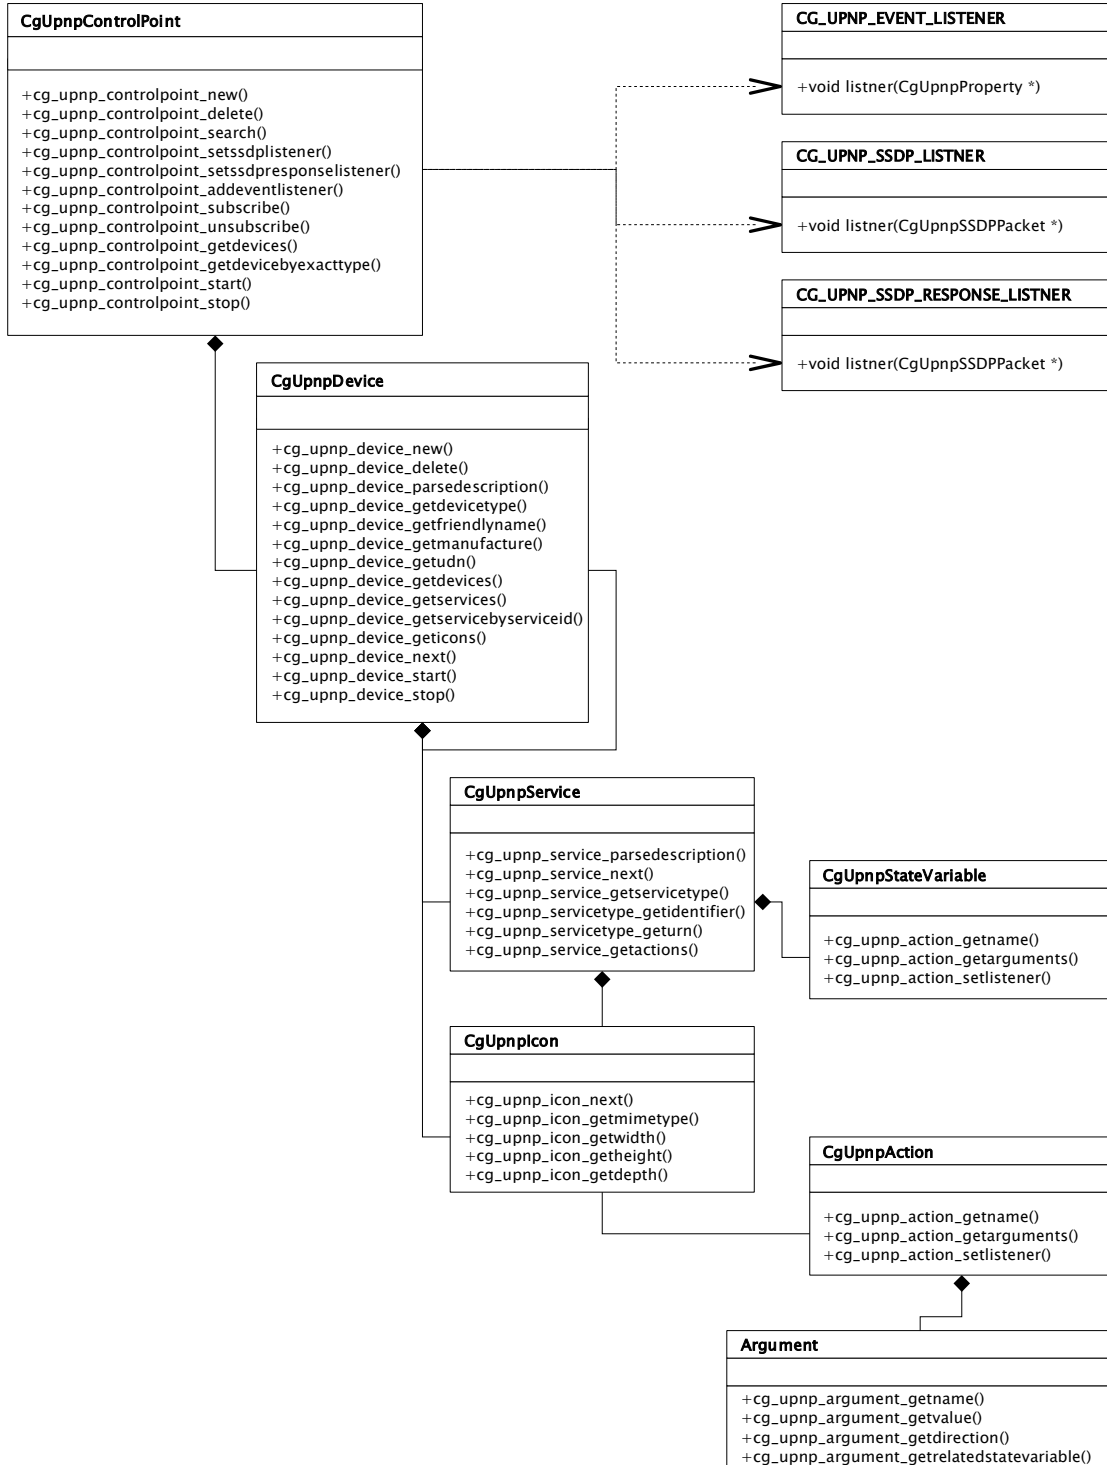 CgUpnpControlPoint
+cg_upnp_controlpoint_new()
+cg_upnp_controlpoint_delete()
+cg_upnp_controlpoint_search()
+cg_upnp_controlpoint_setssdplistener()
+cg_upnp_controlpoint_setssdpresponselistener()
+cg_upnp_controlpoint_addeventlistener()
+cg_upnp_controlpoint_subscribe()
+cg_upnp_controlpoint_unsubscribe()
+cg_upnp_controlpoint_getdevices()
+cg_upnp_controlpoint_getdevicebyexacttype()
+cg_upnp_controlpoint_start()
+cg_upnp_controlpoint_stop()
CG_UPNP_EVENT_LISTENER
+void listner(CgUpnpProperty *)
CG_UPNP_SSDP_LISTNER
+void listner(CgUpnpSSDPPacket *)
CG_UPNP_SSDP_RESPONSE_LISTNER
+void listner(CgUpnpSSDPPacket *)
CgUpnpDevice
+cg_upnp_device_new()
+cg_upnp_device_delete()
+cg_upnp_device_parsedescription()
+cg_upnp_device_getdevicetype()
+cg_upnp_device_getfriendlyname()
+cg_upnp_device_getmanufacture()
+cg_upnp_device_getudn()
+cg_upnp_device_getdevices()
+cg_upnp_device_getservices()
+cg_upnp_device_getservicebyserviceid()
+cg_upnp_device_geticons()
+cg_upnp_device_next()
+cg_upnp_device_start()
+cg_upnp_device_stop()
CgUpnpService
+cg_upnp_service_parsedescription()
+cg_upnp_service_next()
+cg_upnp_service_getservicetype()
+cg_upnp_servicetype_getidentifier()
+cg_upnp_servicetype_geturn()
+cg_upnp_service_getactions()
CgUpnpStateVariable
+cg_upnp_action_getname()
+cg_upnp_action_getarguments()
+cg_upnp_action_setlistener()
CgUpnpIcon
+cg_upnp_icon_next()
+cg_upnp_icon_getmimetype()
+cg_upnp_icon_getwidth()
+cg_upnp_icon_getheight()
+cg_upnp_icon_getdepth()
CgUpnpAction
+cg_upnp_action_getname()
+cg_upnp_action_getarguments()
+cg_upnp_action_setlistener()
Argument
+cg_upnp_argument_getname()
+cg_upnp_argument_getvalue()
+cg_upnp_argument_getdirection()
+cg_upnp_argument_getrelatedstatevariable()